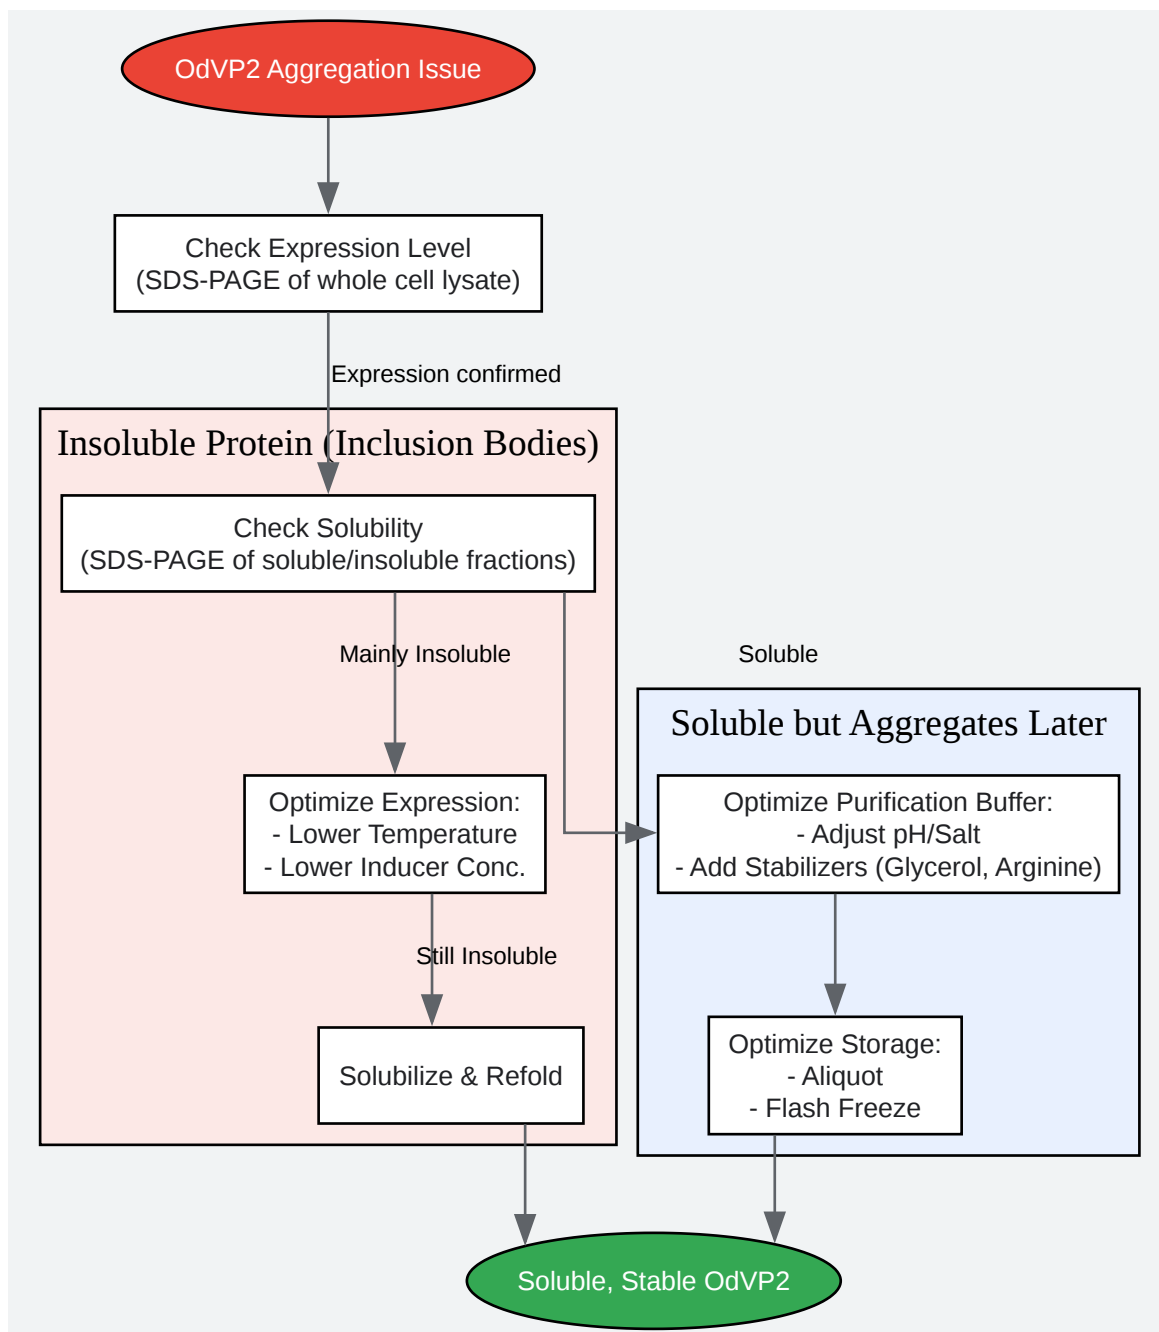 OdVP2 Aggregation Issue
Check Expression Level
(SDS-PAGE of whole cell lysate)
Expression confirmed
Insoluble Protein (Inclusion Bodies)
Check Solubility
(SDS-PAGE of soluble/insoluble fractions)
Mainly Insoluble
Soluble
Soluble but Aggregates Later
Optimize Expression:
- Lower Temperature
- Lower Inducer Conc.
Optimize Purification Buffer:
- Adjust pH/Salt
- Add Stabilizers (Glycerol, Arginine)
Still Insoluble
Solubilize & Refold
Optimize Storage:
- Aliquot
- Flash Freeze
Soluble, Stable OdVP2